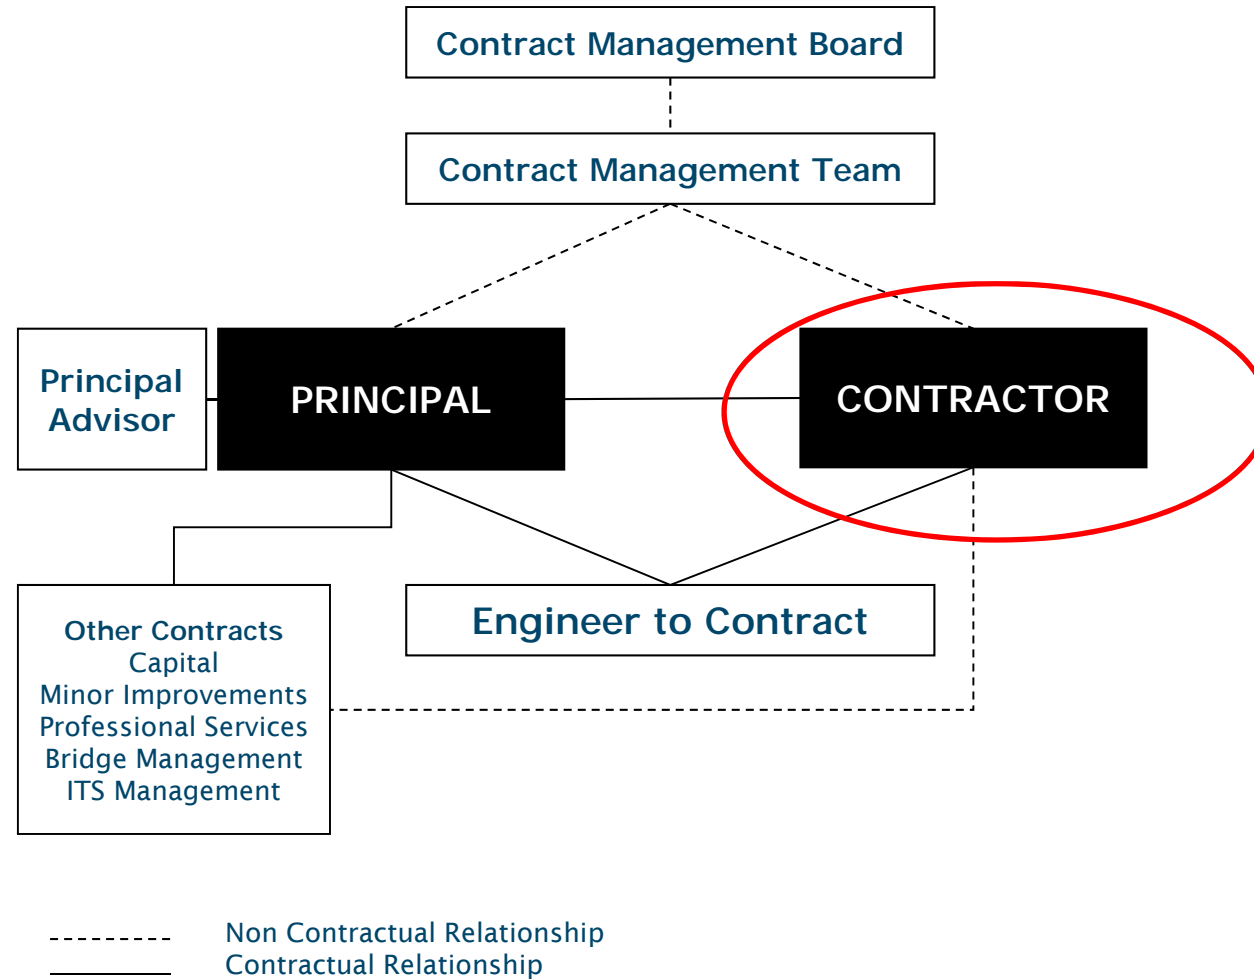 Contract Management Board
Contract Management Team
Principal
Advisor
PRINCIPAL
CONTRACTOR
Other Contracts
Capital
Minor Improvements
Professional Services
Bridge Management
ITS Management
Engineer to Contract
Non Contractual Relationship
Contractual Relationship